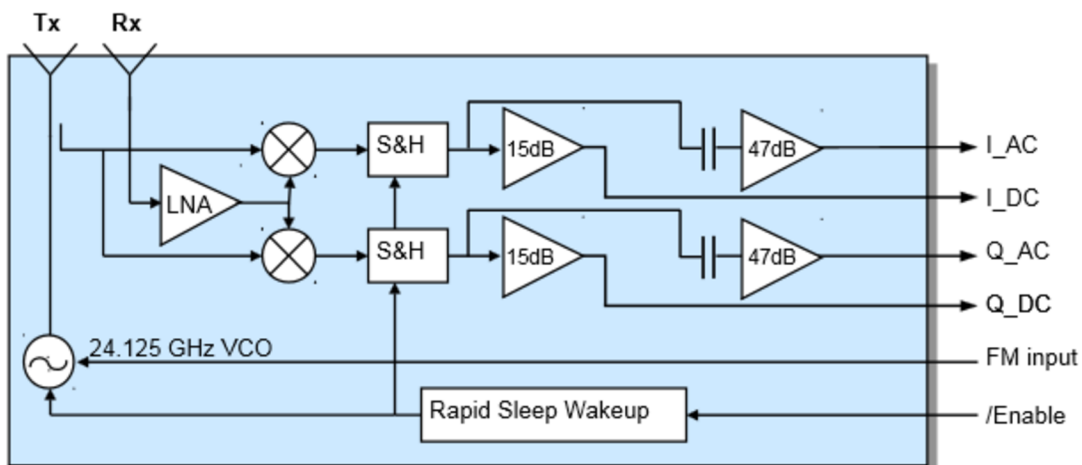 Tx Rx
S&H 15dB 47dB I_AC
I_DC
LNA
S&H 15dB 47dB Q_AC
Q_DC
24.125 GHz VCO FM input
Rapid Sleep Wakeup /Enable